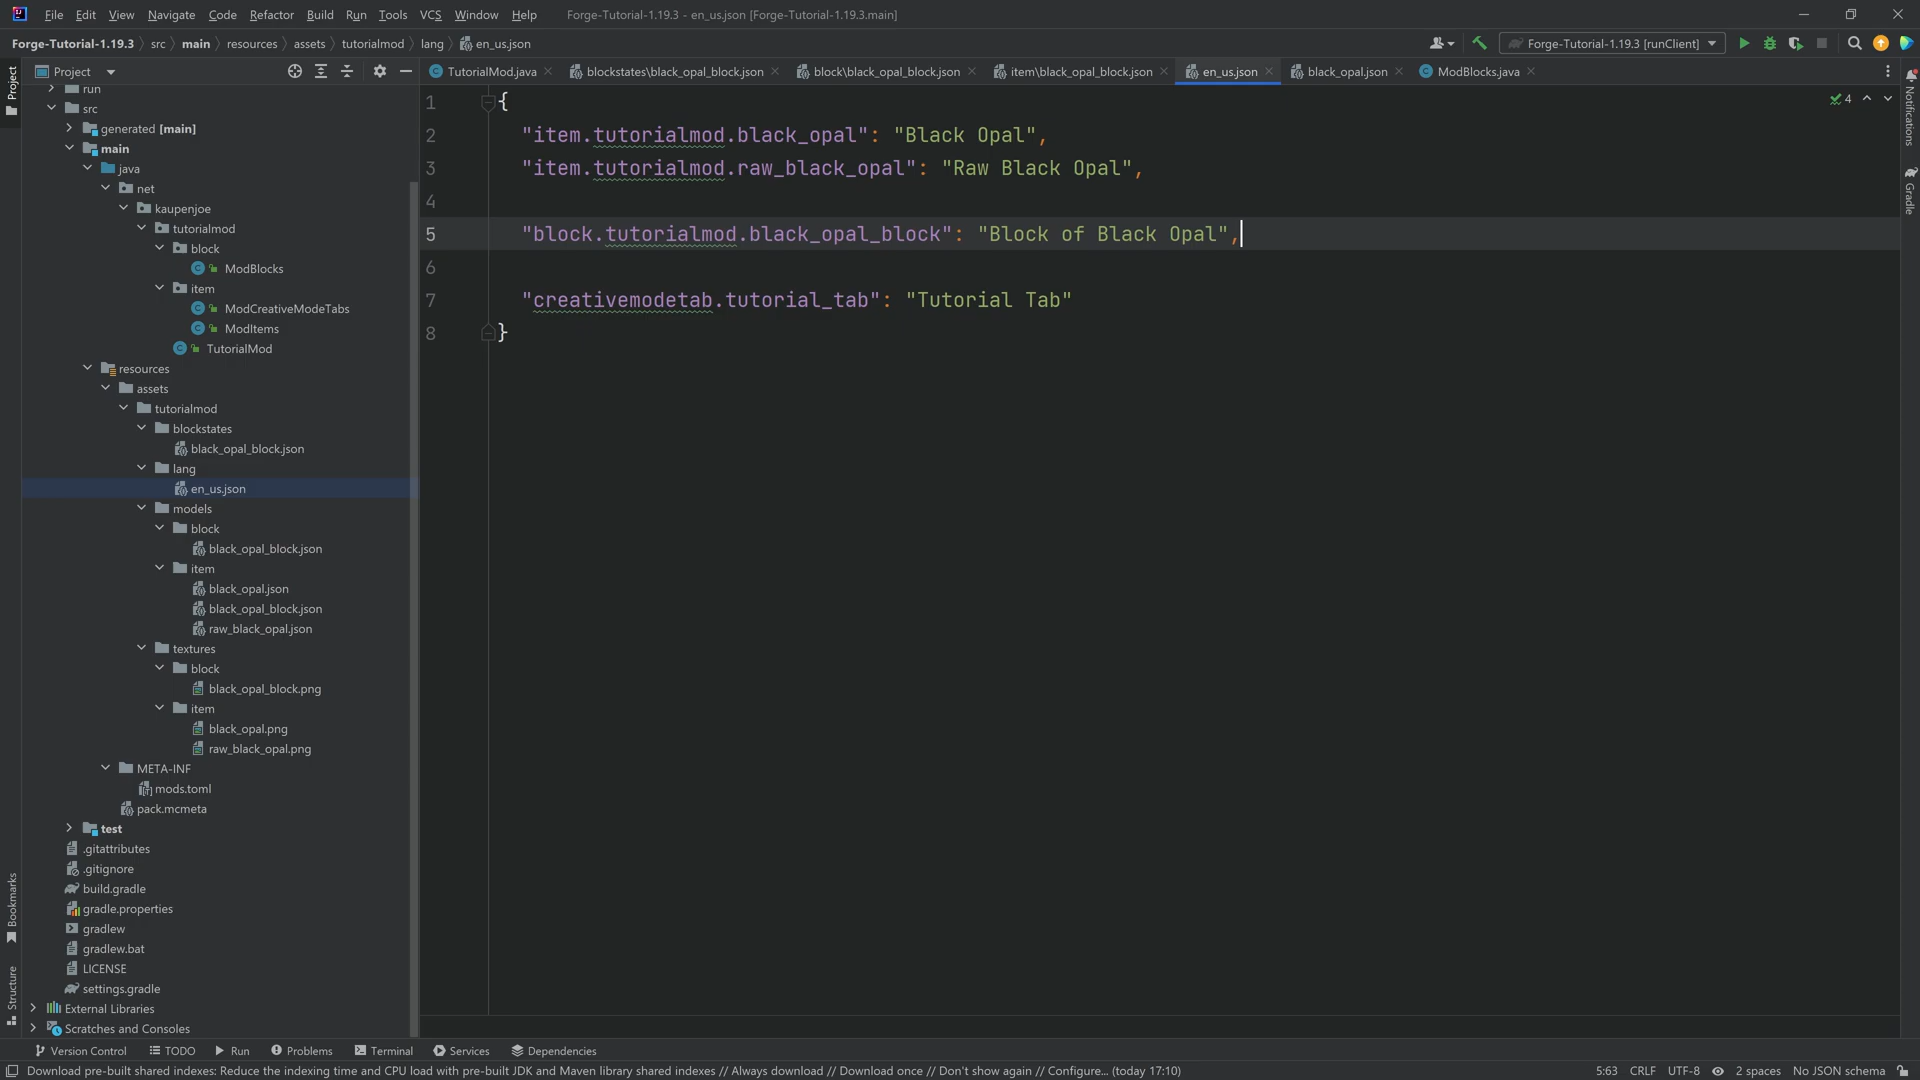 File Edit View Navigate Code Refactor Build Run Tools VCS Window Help Forge-Tutorial-1.19.3 - en_us.json [Forge-Tutorial-1.19.3.main]
Forge-Tutorial-1.19.3 src main resources assets tutorialmod lang en_us.json Forge-Tutorial-1.19.3 [runClient]
Project TutorialMod.java blockstates\black_opal_block.json block\black_opal_block.json item\black_opal_block.json en_us.json black_opal.json ModBlocks.java
Project
Bookmarks
Structure
Notifications
Gradle
run
src
generated [main]
main
java
net
kaupenjoe
tutorialmod
block
ModBlocks
item
ModCreativeModeTabs
ModItems
TutorialMod
resources
assets
tutorialmod
blockstates
black_opal_block.json
lang
en_us.json
models
block
black_opal_block.json
item
black_opal.json
black_opal_block.json
raw_black_opal.json
textures
block
black_opal_block.png
item
black_opal.png
raw_black_opal.png
META-INF
mods.toml
pack.mcmeta
test
.gitattributes
.gitignore
build.gradle
gradle.properties
gradlew
gradlew.bat
LICENSE
settings.gradle
External Libraries
Scratches and Consoles
4
1 {
2 "item.tutorialmod.black_opal": "Black Opal",
3 "item.tutorialmod.raw_black_opal": "Raw Black Opal",
4
5 "block.tutorialmod.black_opal_block": "Block of Black Opal",
6
7 "creativemodetab.tutorial_tab": "Tutorial Tab"
8 }
Version Control TODO Run Problems Terminal Services Dependencies
Download pre-built shared indexes: Reduce the indexing time and CPU load with pre-built JDK and Maven library shared indexes // Always download // Download once // Don't show again // Configure... (today 17:10) 5:63 CRLF UTF-8 2 spaces No JSON schema